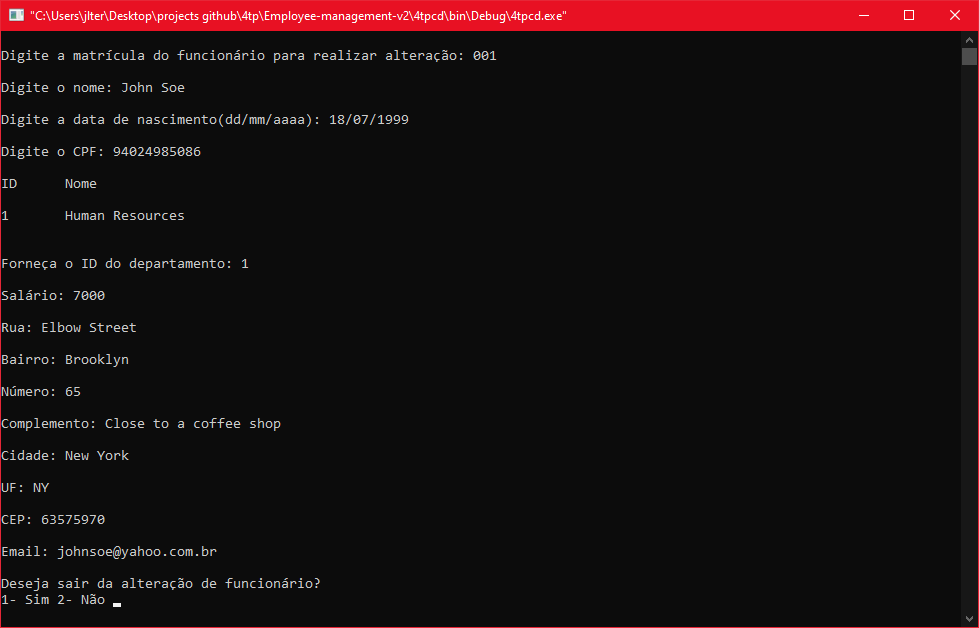 "C:\Users\jlter\Desktop\projects github\4tp\Employee-management-v2\4tpcd\bin\Debug\4tpcd.exe"
Digite a matrícula do funcionário para realizar alteração: 001
Digite o nome: John Soe
Digite a data de nascimento(dd/mm/aaaa): 18/07/1999
Digite o CPF: 94024985086
ID Nome
1 Human Resources
Forneça o ID do departamento: 1
Salário: 7000
Rua: Elbow Street
Bairro: Brooklyn
Número: 65
Complemento: Close to a coffee shop
Cidade: New York
UF: NY
CEP: 63575970
Email: johnsoe@yahoo.com.br
Deseja sair da alteração de funcionário?
1- Sim 2- Não